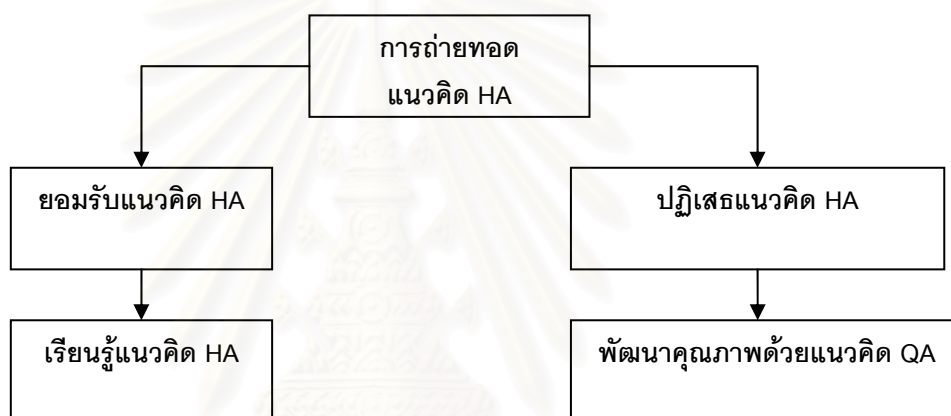 การถ่ายทอด
แนวคิด HA
ยอมรับแนวคิด HA
ปฏิเสธแนวคิด HA
เรียนรู้แนวคิด HA
พัฒนาคุณภาพด้วยแนวคิด QA